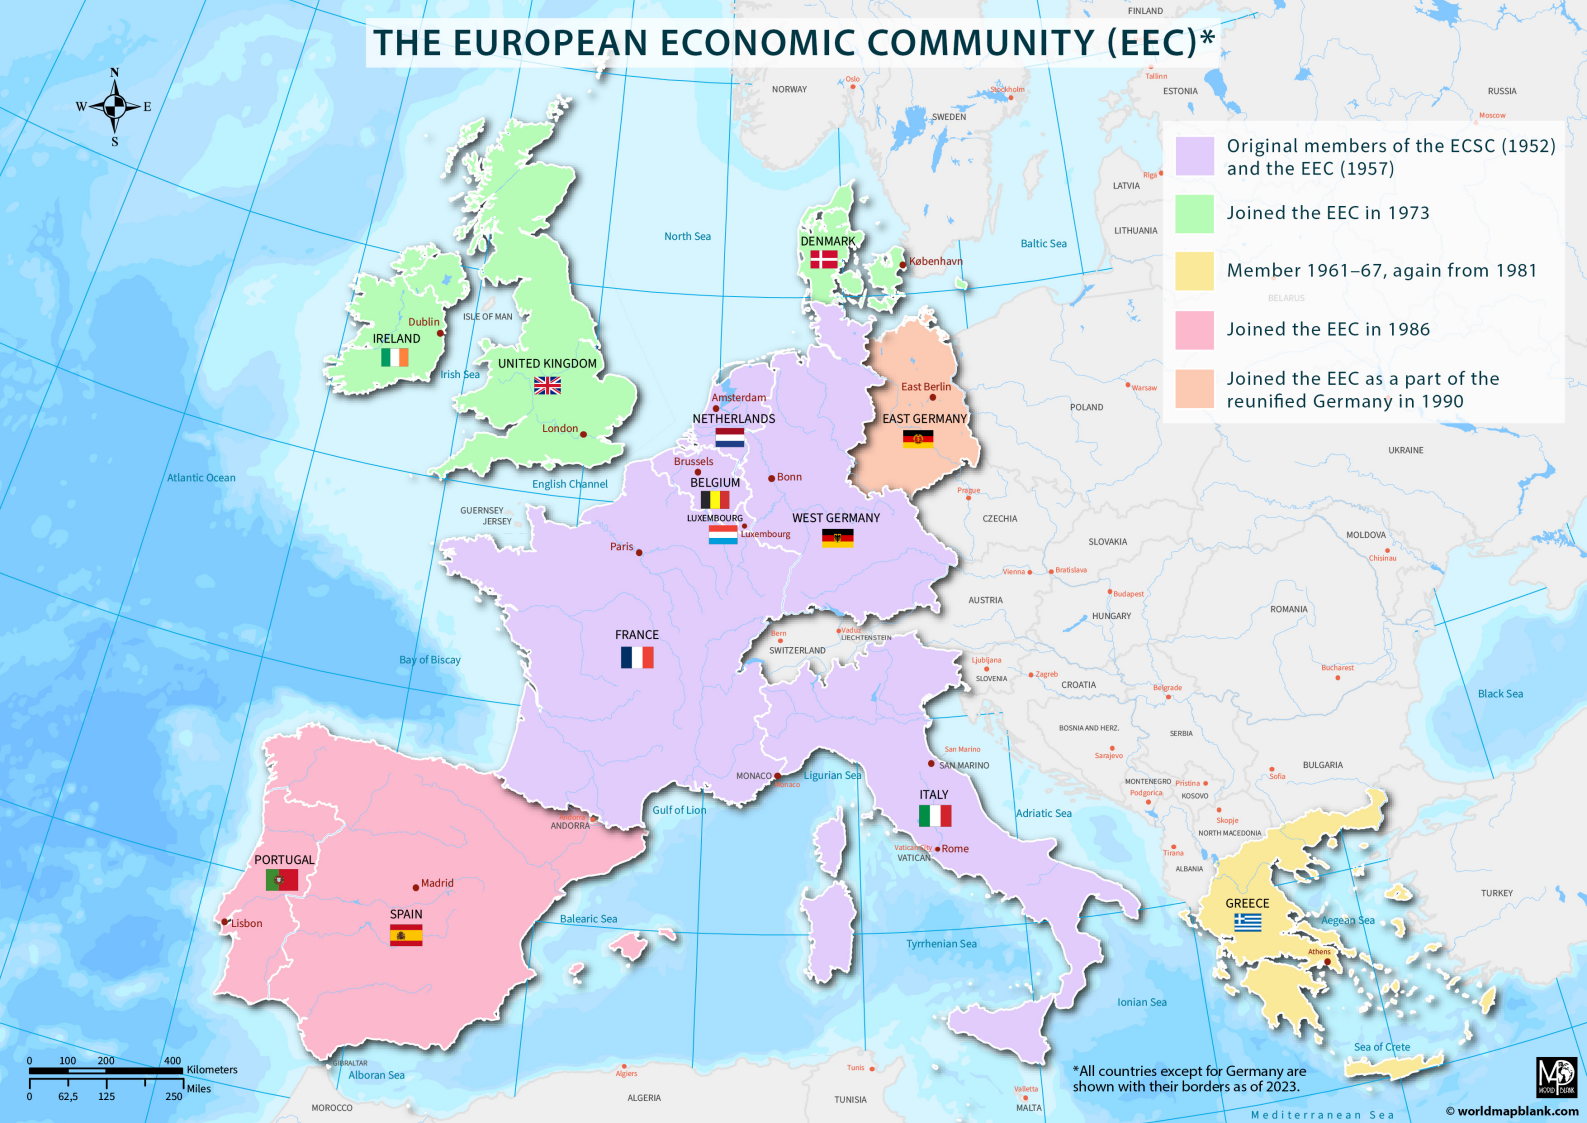 THE EUROPEAN ECONOMIC COMMUNITY (EEC)*
N
W
E
S
Original members of the ECSC (1952)
and the EEC (1957)
Joined the EEC in 1973
Member 1961–67, again from 1981
Joined the EEC in 1986
Joined the EEC as a part of the
reunified Germany in 1990
FINLAND
Tallinn
ESTONIA
RUSSIA
Moscow
NORWAY
Oslo
Stockholm
SWEDEN
Riga
LATVIA
LITHUANIA
BELARUS
North Sea
Baltic Sea
DENMARK
København
Dublin
IRELAND
ISLE OF MAN
Irish Sea
UNITED KINGDOM
London
English Channel
GUERNSEY
JERSEY
Atlantic Ocean
Amsterdam
NETHERLANDS
Brussels
BELGIUM
LUXEMBOURG
Luxembourg
Bonn
WEST GERMANY
East Berlin
EAST GERMANY
Warsaw
POLAND
UKRAINE
Prague
CZECHIA
SLOVAKIA
MOLDOVA
Chisinau
Vienna
Bratislava
AUSTRIA
Budapest
HUNGARY
ROMANIA
Bucharest
Paris
FRANCE
Bay of Biscay
Bern
SWITZERLAND
Vaduz
LIECHTENSTEIN
Ljubljana
SLOVENIA
Zagreb
CROATIA
Belgrade
BOSNIA AND HERZ.
Sarajevo
SERBIA
Black Sea
BULGARIA
Sofia
MONTENEGRO
Podgorica
Pristina
KOSOVO
Skopje
NORTH MACEDONIA
Tirana
ALBANIA
MONACO
Monaco
Ligurian Sea
San Marino
SAN MARINO
ITALY
Adriatic Sea
Vatican City
VATICAN
Rome
Gulf of Lion
Andorra
ANDORRA
PORTUGAL
Lisbon
Madrid
SPAIN
Balearic Sea
Tyrrhenian Sea
Ionian Sea
GREECE
Athens
Aegean Sea
Sea of Crete
TURKEY
GIBRALTAR
Alboran Sea
MOROCCO
Algiers
ALGERIA
Tunis
TUNISIA
Valletta
MALTA
Mediterranean Sea
0 100 200 400
Kilometers
Miles
0 62,5 125 250
*All countries except for Germany are
shown with their borders as of 2023.
WORLD MAP BLANK
© worldmapblank.com